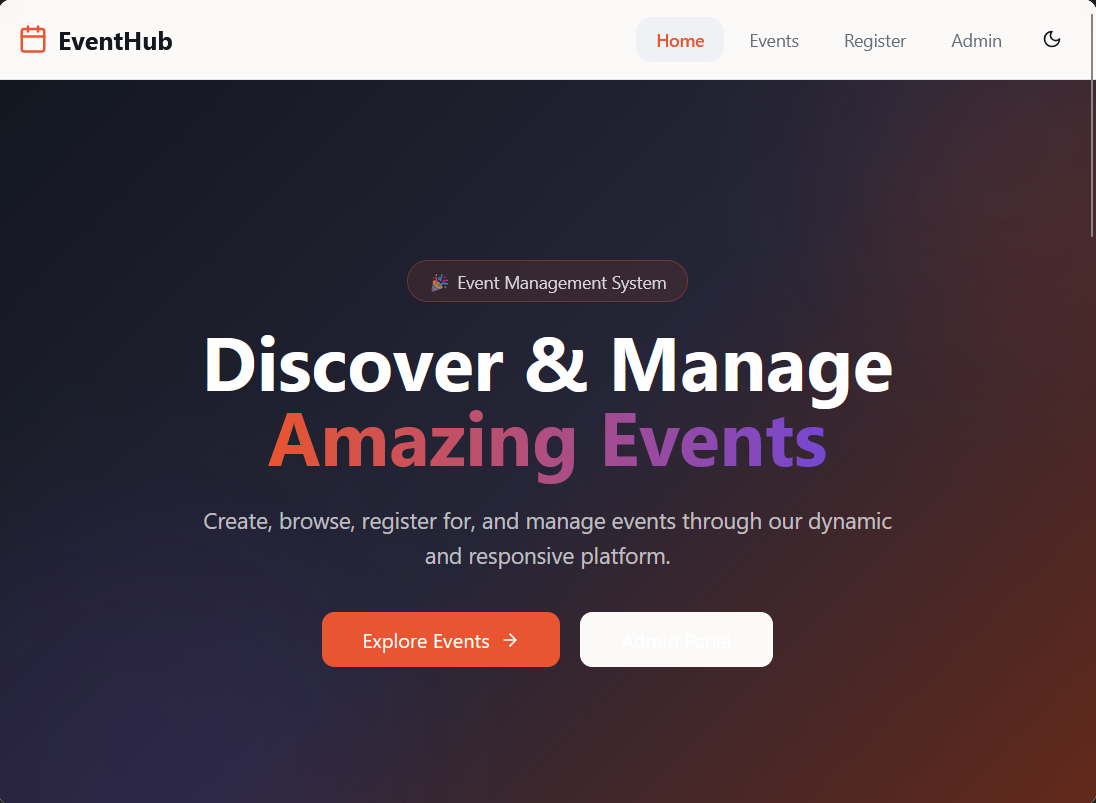 EventHub
Home Events Register Admin
🎉 Event Management System
Discover & Manage
Amazing Events
Create, browse, register for, and manage events through our dynamic
and responsive platform.
Explore Events →
Admin Panel